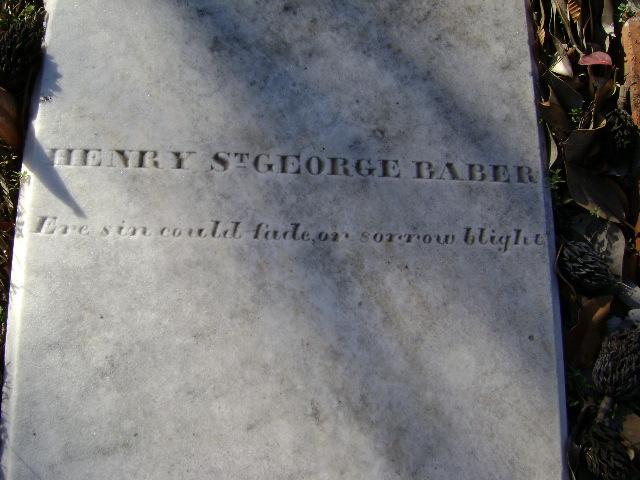 HENRY ST GEORGE BABER
Ere sin could fade, or sorrow blight